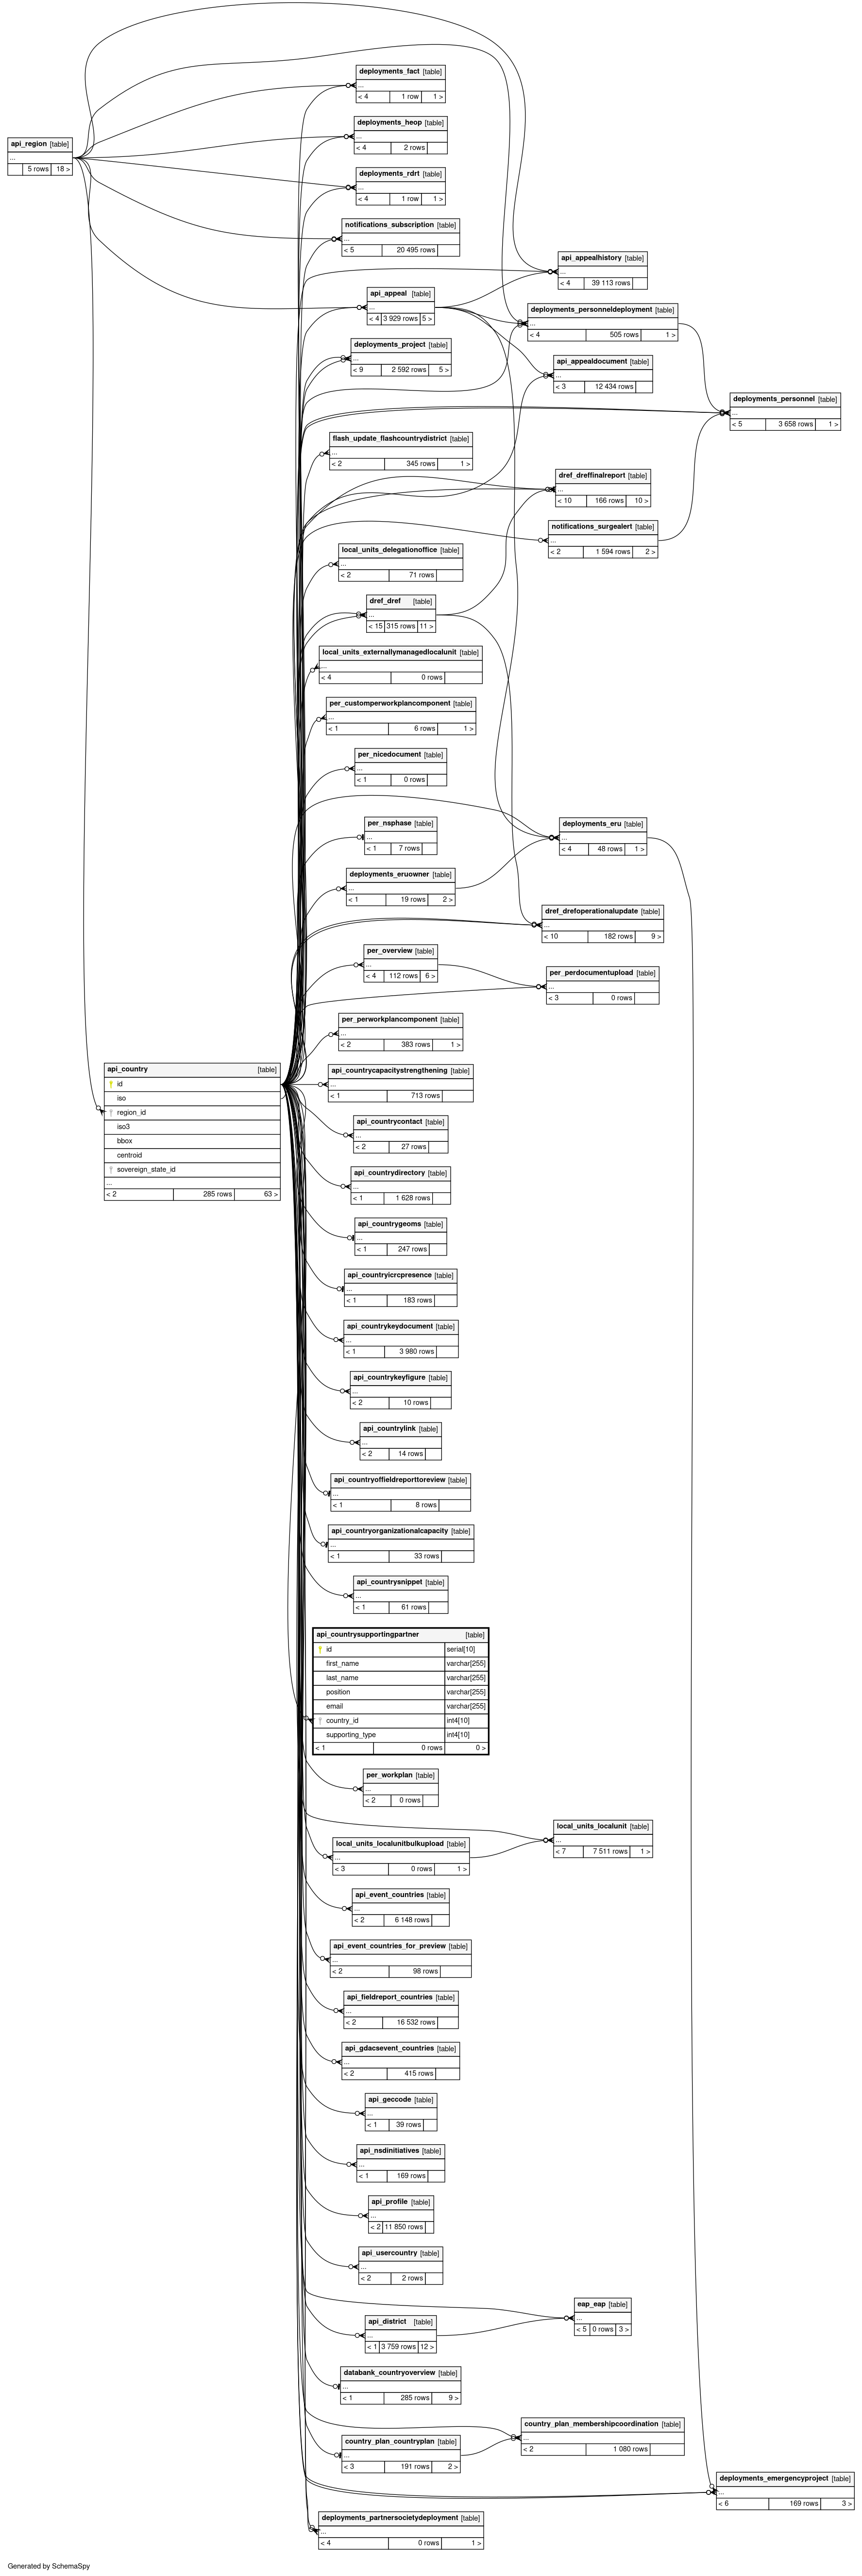 deployments_fact [table]
...
< 4 1 row 1 >
deployments_heop [table]
...
< 4 2 rows
api_region [table]
...
5 rows 18 >
deployments_rdrt [table]
...
< 4 1 row 1 >
notifications_subscription [table]
...
< 5 20 495 rows
api_appealhistory [table]
...
< 4 39 113 rows
api_appeal [table]
...
< 4 3 929 rows 5 >
deployments_personneldeployment [table]
...
< 4 505 rows 1 >
deployments_project [table]
...
< 9 2 592 rows 5 >
api_appealdocument [table]
...
< 3 12 434 rows
deployments_personnel [table]
...
< 5 3 658 rows 1 >
flash_update_flashcountrydistrict [table]
...
< 2 345 rows 1 >
dref_dreffinalreport [table]
...
< 10 166 rows 10 >
notifications_surgealert [table]
...
< 2 1 594 rows 2 >
local_units_delegationoffice [table]
...
< 2 71 rows
dref_dref [table]
...
< 15 315 rows 11 >
local_units_externallymanagedlocalunit [table]
...
< 4 0 rows
per_customperworkplancomponent [table]
...
< 1 6 rows 1 >
per_nicedocument [table]
...
< 1 0 rows
per_nsphase [table]
...
< 1 7 rows
deployments_eru [table]
...
< 4 48 rows 1 >
deployments_eruowner [table]
...
< 1 19 rows 2 >
dref_drefoperationalupdate [table]
...
< 10 182 rows 9 >
per_overview [table]
...
< 4 112 rows 6 >
per_perdocumentupload [table]
...
< 3 0 rows
per_perworkplancomponent [table]
...
< 2 383 rows 1 >
api_country [table]
id
iso
region_id
iso3
bbox
centroid
sovereign_state_id
...
< 2 285 rows 63 >
api_countrycapacitystrengthening [table]
...
< 1 713 rows
api_countrycontact [table]
...
< 2 27 rows
api_countrydirectory [table]
...
< 1 1 628 rows
api_countrygeoms [table]
...
< 1 247 rows
api_countryicrcpresence [table]
...
< 1 183 rows
api_countrykeydocument [table]
...
< 1 3 980 rows
api_countrykeyfigure [table]
...
< 2 10 rows
api_countrylink [table]
...
< 2 14 rows
api_countryoffieldreporttoreview [table]
...
< 1 8 rows
api_countryorganizationalcapacity [table]
...
< 1 33 rows
api_countrysnippet [table]
...
< 1 61 rows
api_countrysupportingpartner [table]
id serial[10]
first_name varchar[255]
last_name varchar[255]
position varchar[255]
email varchar[255]
country_id int4[10]
supporting_type int4[10]
< 1 0 rows 0 >
per_workplan [table]
...
< 2 0 rows
local_units_localunit [table]
...
< 7 7 511 rows 1 >
local_units_localunitbulkupload [table]
...
< 3 0 rows 1 >
api_event_countries [table]
...
< 2 6 148 rows
api_event_countries_for_preview [table]
...
< 2 98 rows
api_fieldreport_countries [table]
...
< 2 16 532 rows
api_gdacsevent_countries [table]
...
< 2 415 rows
api_geccode [table]
...
< 1 39 rows
api_nsdinitiatives [table]
...
< 1 169 rows
api_profile [table]
...
< 2 11 850 rows
api_usercountry [table]
...
< 2 2 rows
eap_eap [table]
...
< 5 0 rows 3 >
api_district [table]
...
< 1 3 759 rows 12 >
databank_countryoverview [table]
...
< 1 285 rows 9 >
country_plan_membershipcoordination [table]
...
< 2 1 080 rows
country_plan_countryplan [table]
...
< 3 191 rows 2 >
deployments_emergencyproject [table]
...
< 6 169 rows 3 >
deployments_partnersocietydeployment [table]
...
< 4 0 rows 1 >
Generated by SchemaSpy